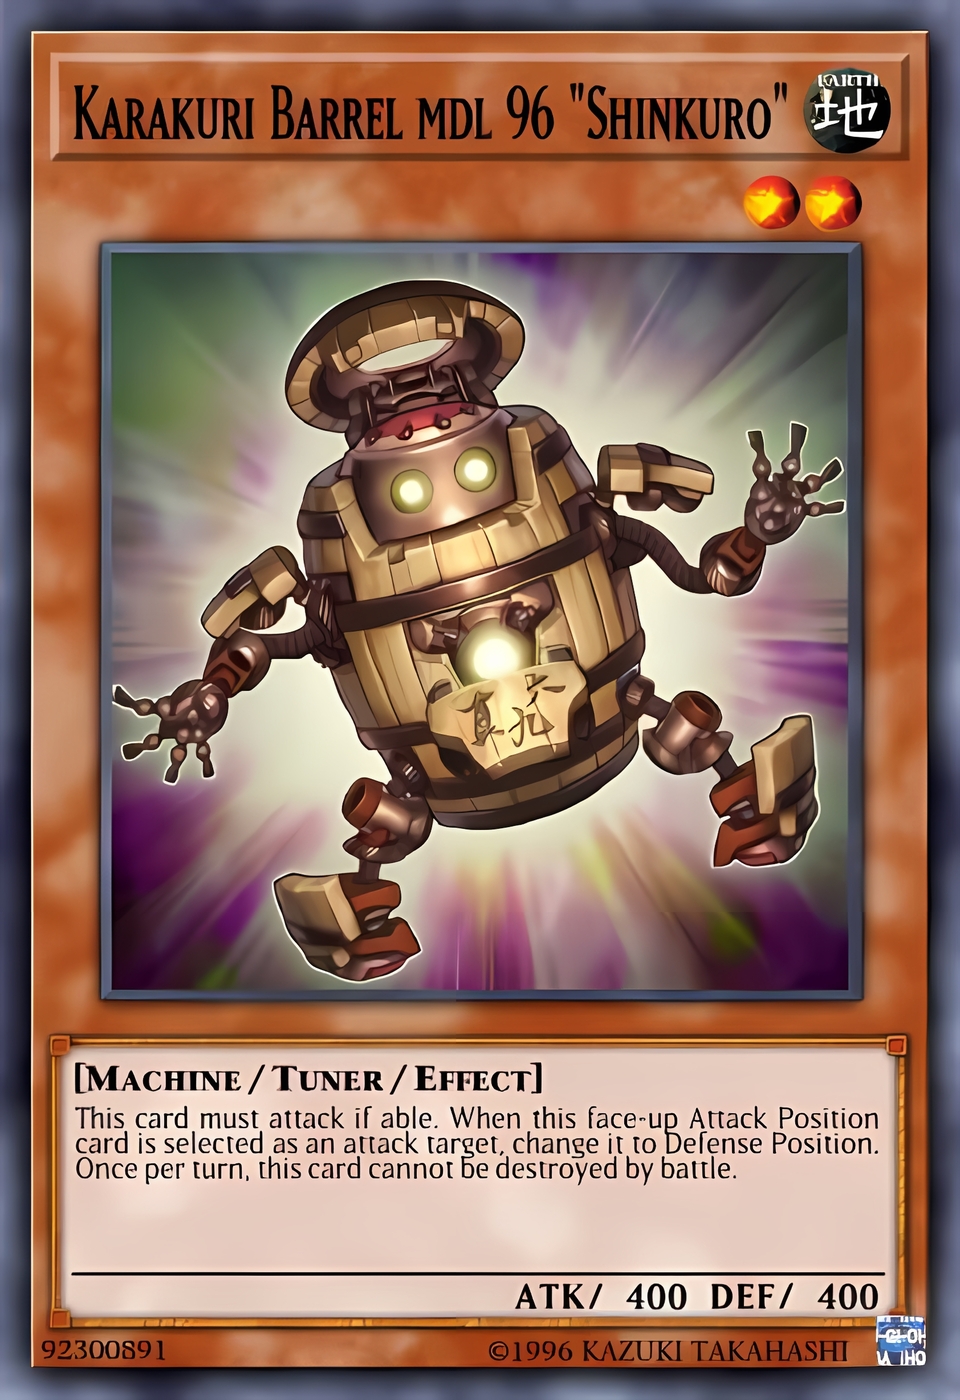 KARAKURI BARREL MDL 96 "SHINKURO"
EARTH
地
[MACHINE / TUNER / EFFECT]
This card must attack if able. When this face-up Attack Position
card is selected as an attack target, change it to Defense Position.
Once per turn, this card cannot be destroyed by battle.
ATK/ 400 DEF/ 400
92300891
©1996 KAZUKI TAKAHASHI